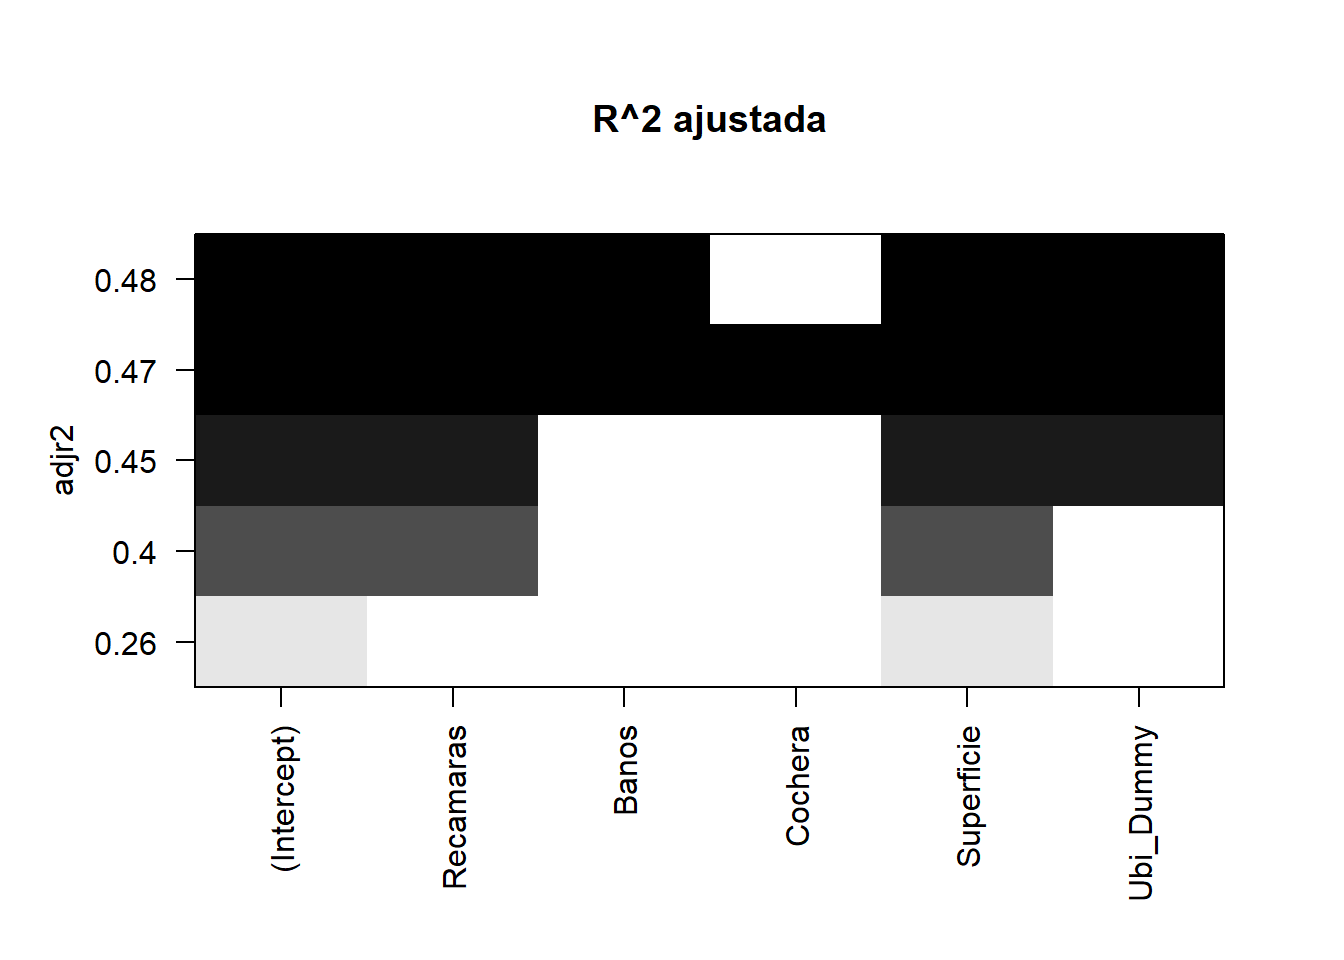 R^2 ajustada
adjr2
0.48
0.47
0.45
0.4
0.26
(Intercept)
Recamaras
Banos
Cochera
Superficie
Ubi_Dummy